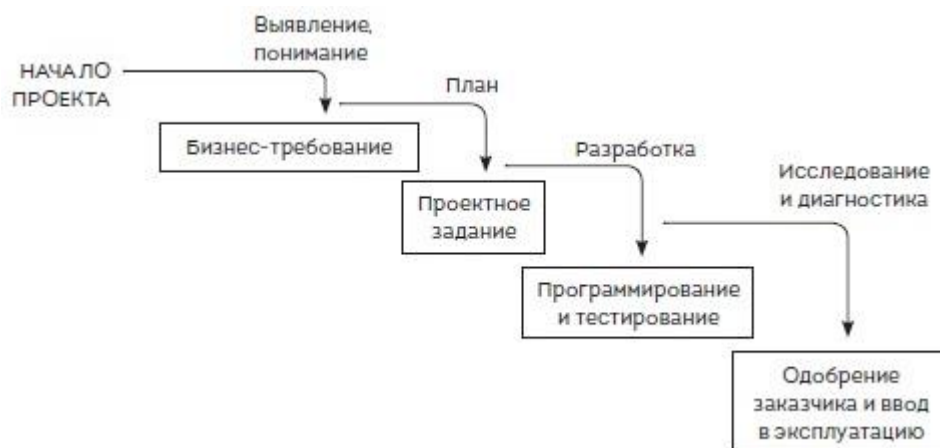 Выявление,
понимание
НАЧАЛО
ПРОЕКТА
План
Бизнес-требование
Разработка
Исследование
и диагностика
Проектное
задание
Программирование
и тестирование
Одобрение
заказчика и ввод
в эксплуатацию